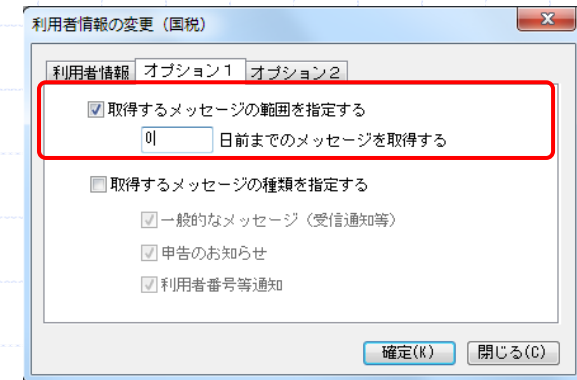 利用者情報の変更（国税）
利用者情報 オプション１ オプション２
取得するメッセージの範囲を指定する
0 日前までのメッセージを取得する
取得するメッセージの種類を指定する
一般的なメッセージ（受信通知等）
申告のお知らせ
利用者番号等通知
確定(K) 閉じる(C)